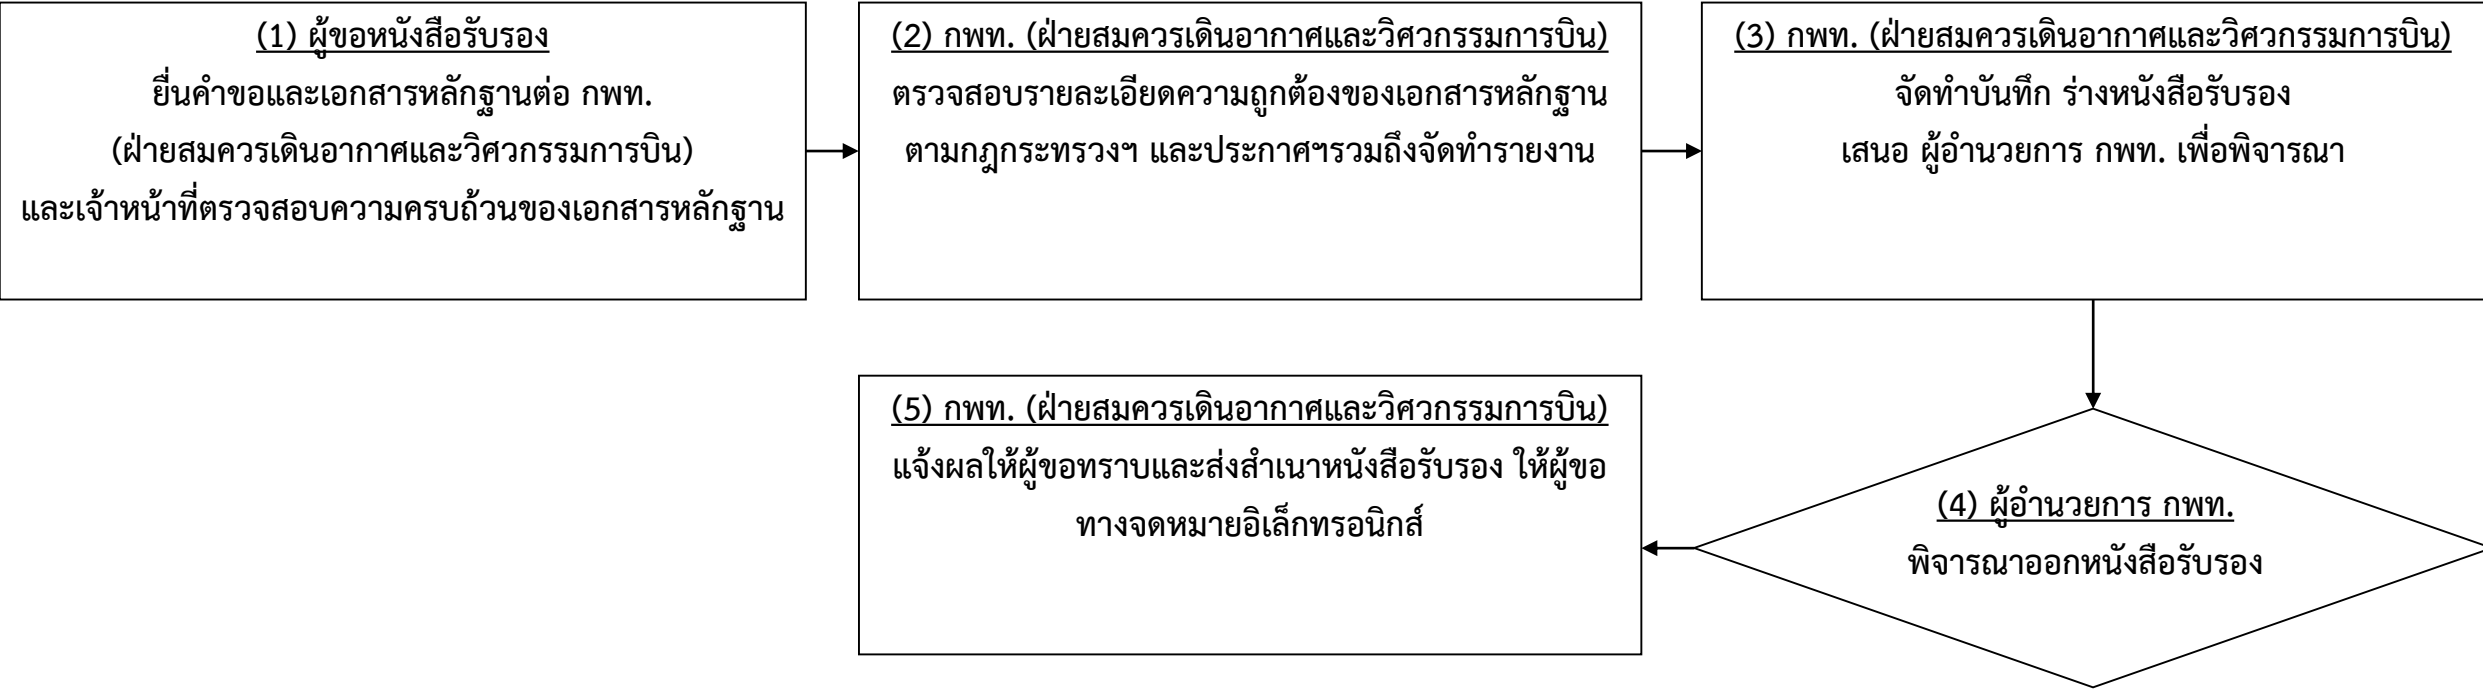 (1) ผู้ขอหนังสือรับรอง
ยื่นคำขอและเอกสารหลักฐานต่อ กพท.
(ฝ่ายสมควรเดินอากาศและวิศวกรรมการบิน)
และเจ้าหน้าที่ตรวจสอบความครบถ้วนของเอกสารหลักฐาน
(2) กพท. (ฝ่ายสมควรเดินอากาศและวิศวกรรมการบิน)
ตรวจสอบรายละเอียดความถูกต้องของเอกสารหลักฐาน
ตามกฎกระทรวงฯ และประกาศฯรวมถึงจัดทำรายงาน
(3) กพท. (ฝ่ายสมควรเดินอากาศและวิศวกรรมการบิน)
จัดทำบันทึก ร่างหนังสือรับรอง
เสนอ ผู้อำนวยการ กพท. เพื่อพิจารณา
(4) ผู้อำนวยการ กพท.
พิจารณาออกหนังสือรับรอง
(5) กพท. (ฝ่ายสมควรเดินอากาศและวิศวกรรมการบิน)
แจ้งผลให้ผู้ขอทราบและส่งสำเนาหนังสือรับรอง ให้ผู้ขอ
ทางจดหมายอิเล็กทรอนิกส์